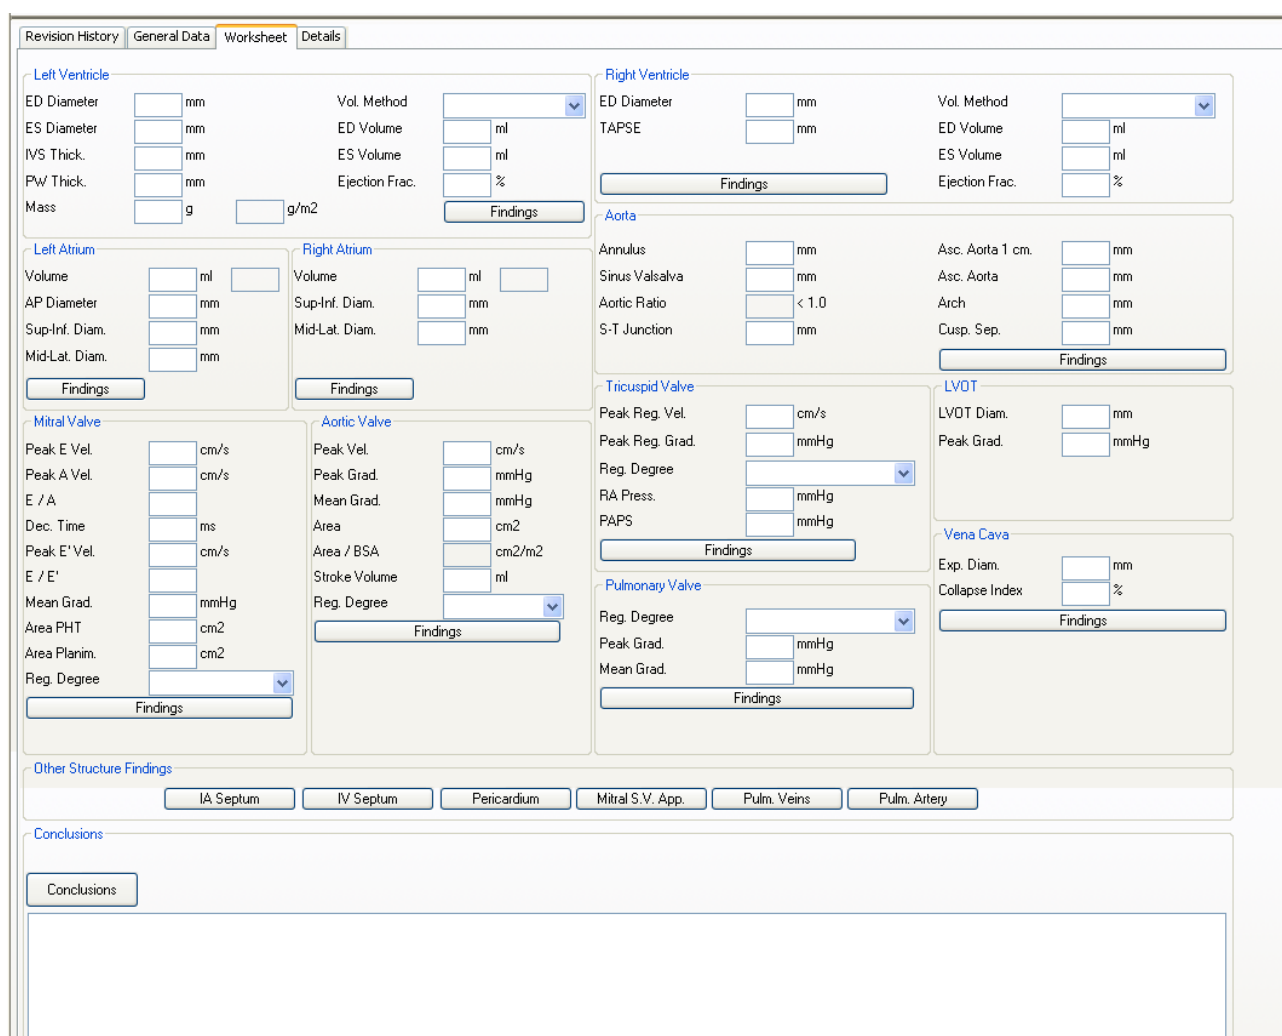 Revision History General Data Worksheet Details
Left Ventricle
ED Diameter mm Vol. Method
ES Diameter mm ED Volume ml
IVS Thick. mm ES Volume ml
PW Thick. mm Ejection Frac. %
Mass g g/m2 Findings
Right Ventricle
ED Diameter mm Vol. Method
TAPSE mm ED Volume ml
ES Volume ml
Findings Ejection Frac. %
Left Atrium
Volume ml
AP Diameter mm
Sup-Inf. Diam. mm
Mid-Lat. Diam. mm
Findings
Right Atrium
Volume ml
Sup-Inf. Diam. mm
Mid-Lat. Diam. mm
Findings
Aorta
Annulus mm Asc. Aorta 1 cm. mm
Sinus Valsalva mm Asc. Aorta mm
Aortic Ratio < 1.0 Arch mm
S-T Junction mm Cusp. Sep. mm
Findings
Mitral Valve
Peak E Vel. cm/s
Peak A Vel. cm/s
E / A
Dec. Time ms
Peak E' Vel. cm/s
E / E'
Mean Grad. mmHg
Area PHT cm2
Area Planim. cm2
Reg. Degree
Findings
Aortic Valve
Peak Vel. cm/s
Peak Grad. mmHg
Mean Grad. mmHg
Area cm2
Area / BSA cm2/m2
Stroke Volume ml
Reg. Degree
Findings
Tricuspid Valve
Peak Reg. Vel. cm/s
Peak Reg. Grad. mmHg
Reg. Degree
RA Press. mmHg
PAPS mmHg
Findings
LVOT
LVOT Diam. mm
Peak Grad. mmHg
Pulmonary Valve
Reg. Degree
Peak Grad. mmHg
Mean Grad. mmHg
Findings
Vena Cava
Exp. Diam. mm
Collapse Index %
Findings
Other Structure Findings
IA Septum IV Septum Pericardium Mitral S.V. App. Pulm. Veins Pulm. Artery
Conclusions
Conclusions